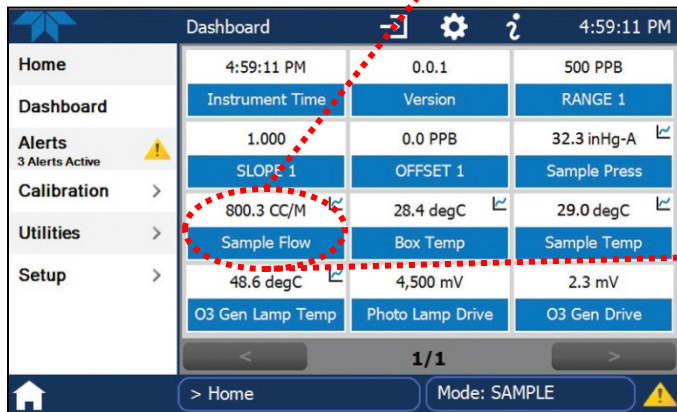 Dashboard
4:59:11 PM
Home
Dashboard
Alerts
3 Alerts Active
Calibration >
Utilities >
Setup >
4:59:11 PM 0.0.1 500 PPB
Instrument Time Version RANGE 1
1.000 0.0 PPB 32.3 inHg-A
SLOPE 1 OFFSET 1 Sample Press
800.3 CC/M 28.4 degC 29.0 degC
Sample Flow Box Temp Sample Temp
48.6 degC 4,500 mV 2.3 mV
O3 Gen Lamp Temp Photo Lamp Drive O3 Gen Drive
< 1/1 >
> Home Mode: SAMPLE